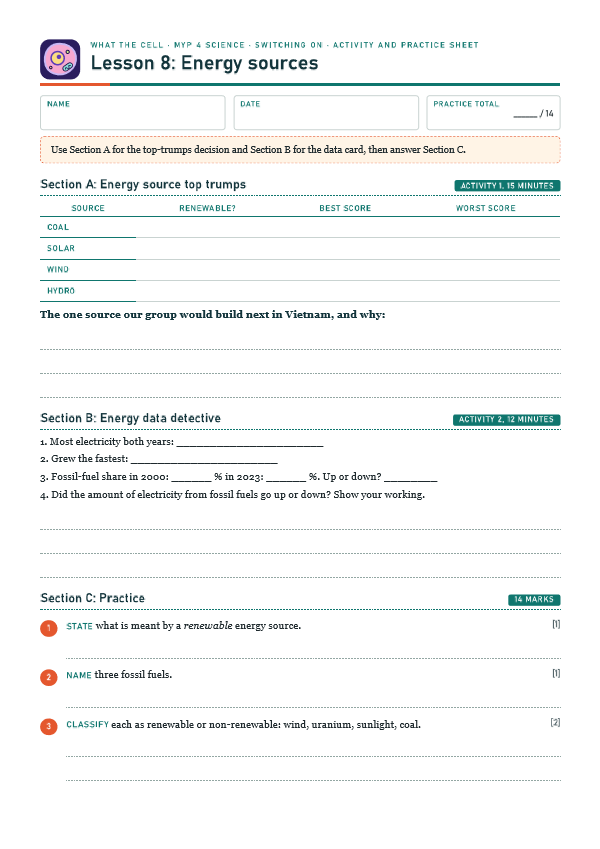 WHAT THE CELL · MYP 4 SCIENCE · SWITCHING ON · ACTIVITY AND PRACTICE SHEET
Lesson 8: Energy sources
NAME
DATE
PRACTICE TOTAL
_____ / 14
Use Section A for the top-trumps decision and Section B for the data card, then answer Section C.
Section A: Energy source top trumps
ACTIVITY 1, 15 MINUTES
SOURCE RENEWABLE? BEST SCORE WORST SCORE
COAL
SOLAR
WIND
HYDRO
The one source our group would build next in Vietnam, and why:
Section B: Energy data detective
ACTIVITY 2, 12 MINUTES
1. Most electricity both years: ______________________
2. Grew the fastest: ______________________
3. Fossil-fuel share in 2000: ______ % in 2023: ______ %. Up or down? ________
4. Did the amount of electricity from fossil fuels go up or down? Show your working.
Section C: Practice
14 MARKS
1 STATE what is meant by a renewable energy source. [1]
2 NAME three fossil fuels. [1]
3 CLASSIFY each as renewable or non-renewable: wind, uranium, sunlight, coal. [2]